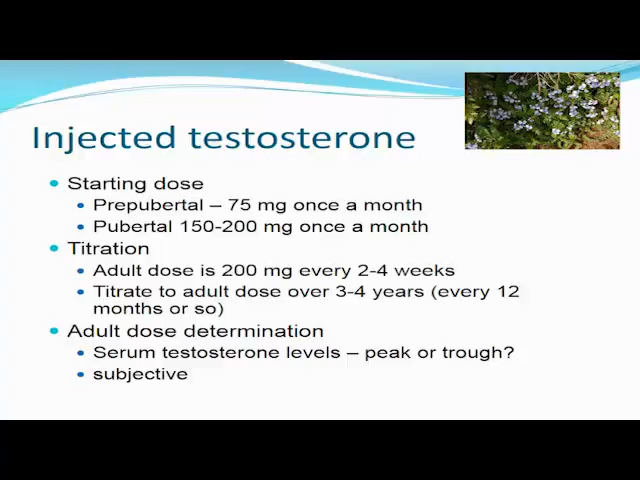 Injected testosterone
Starting dose
Prepubertal – 75 mg once a month
Pubertal 150-200 mg once a month
Titration
Adult dose is 200 mg every 2-4 weeks
Titrate to adult dose over 3-4 years (every 12
months or so)
Adult dose determination
Serum testosterone levels – peak or trough?
subjective